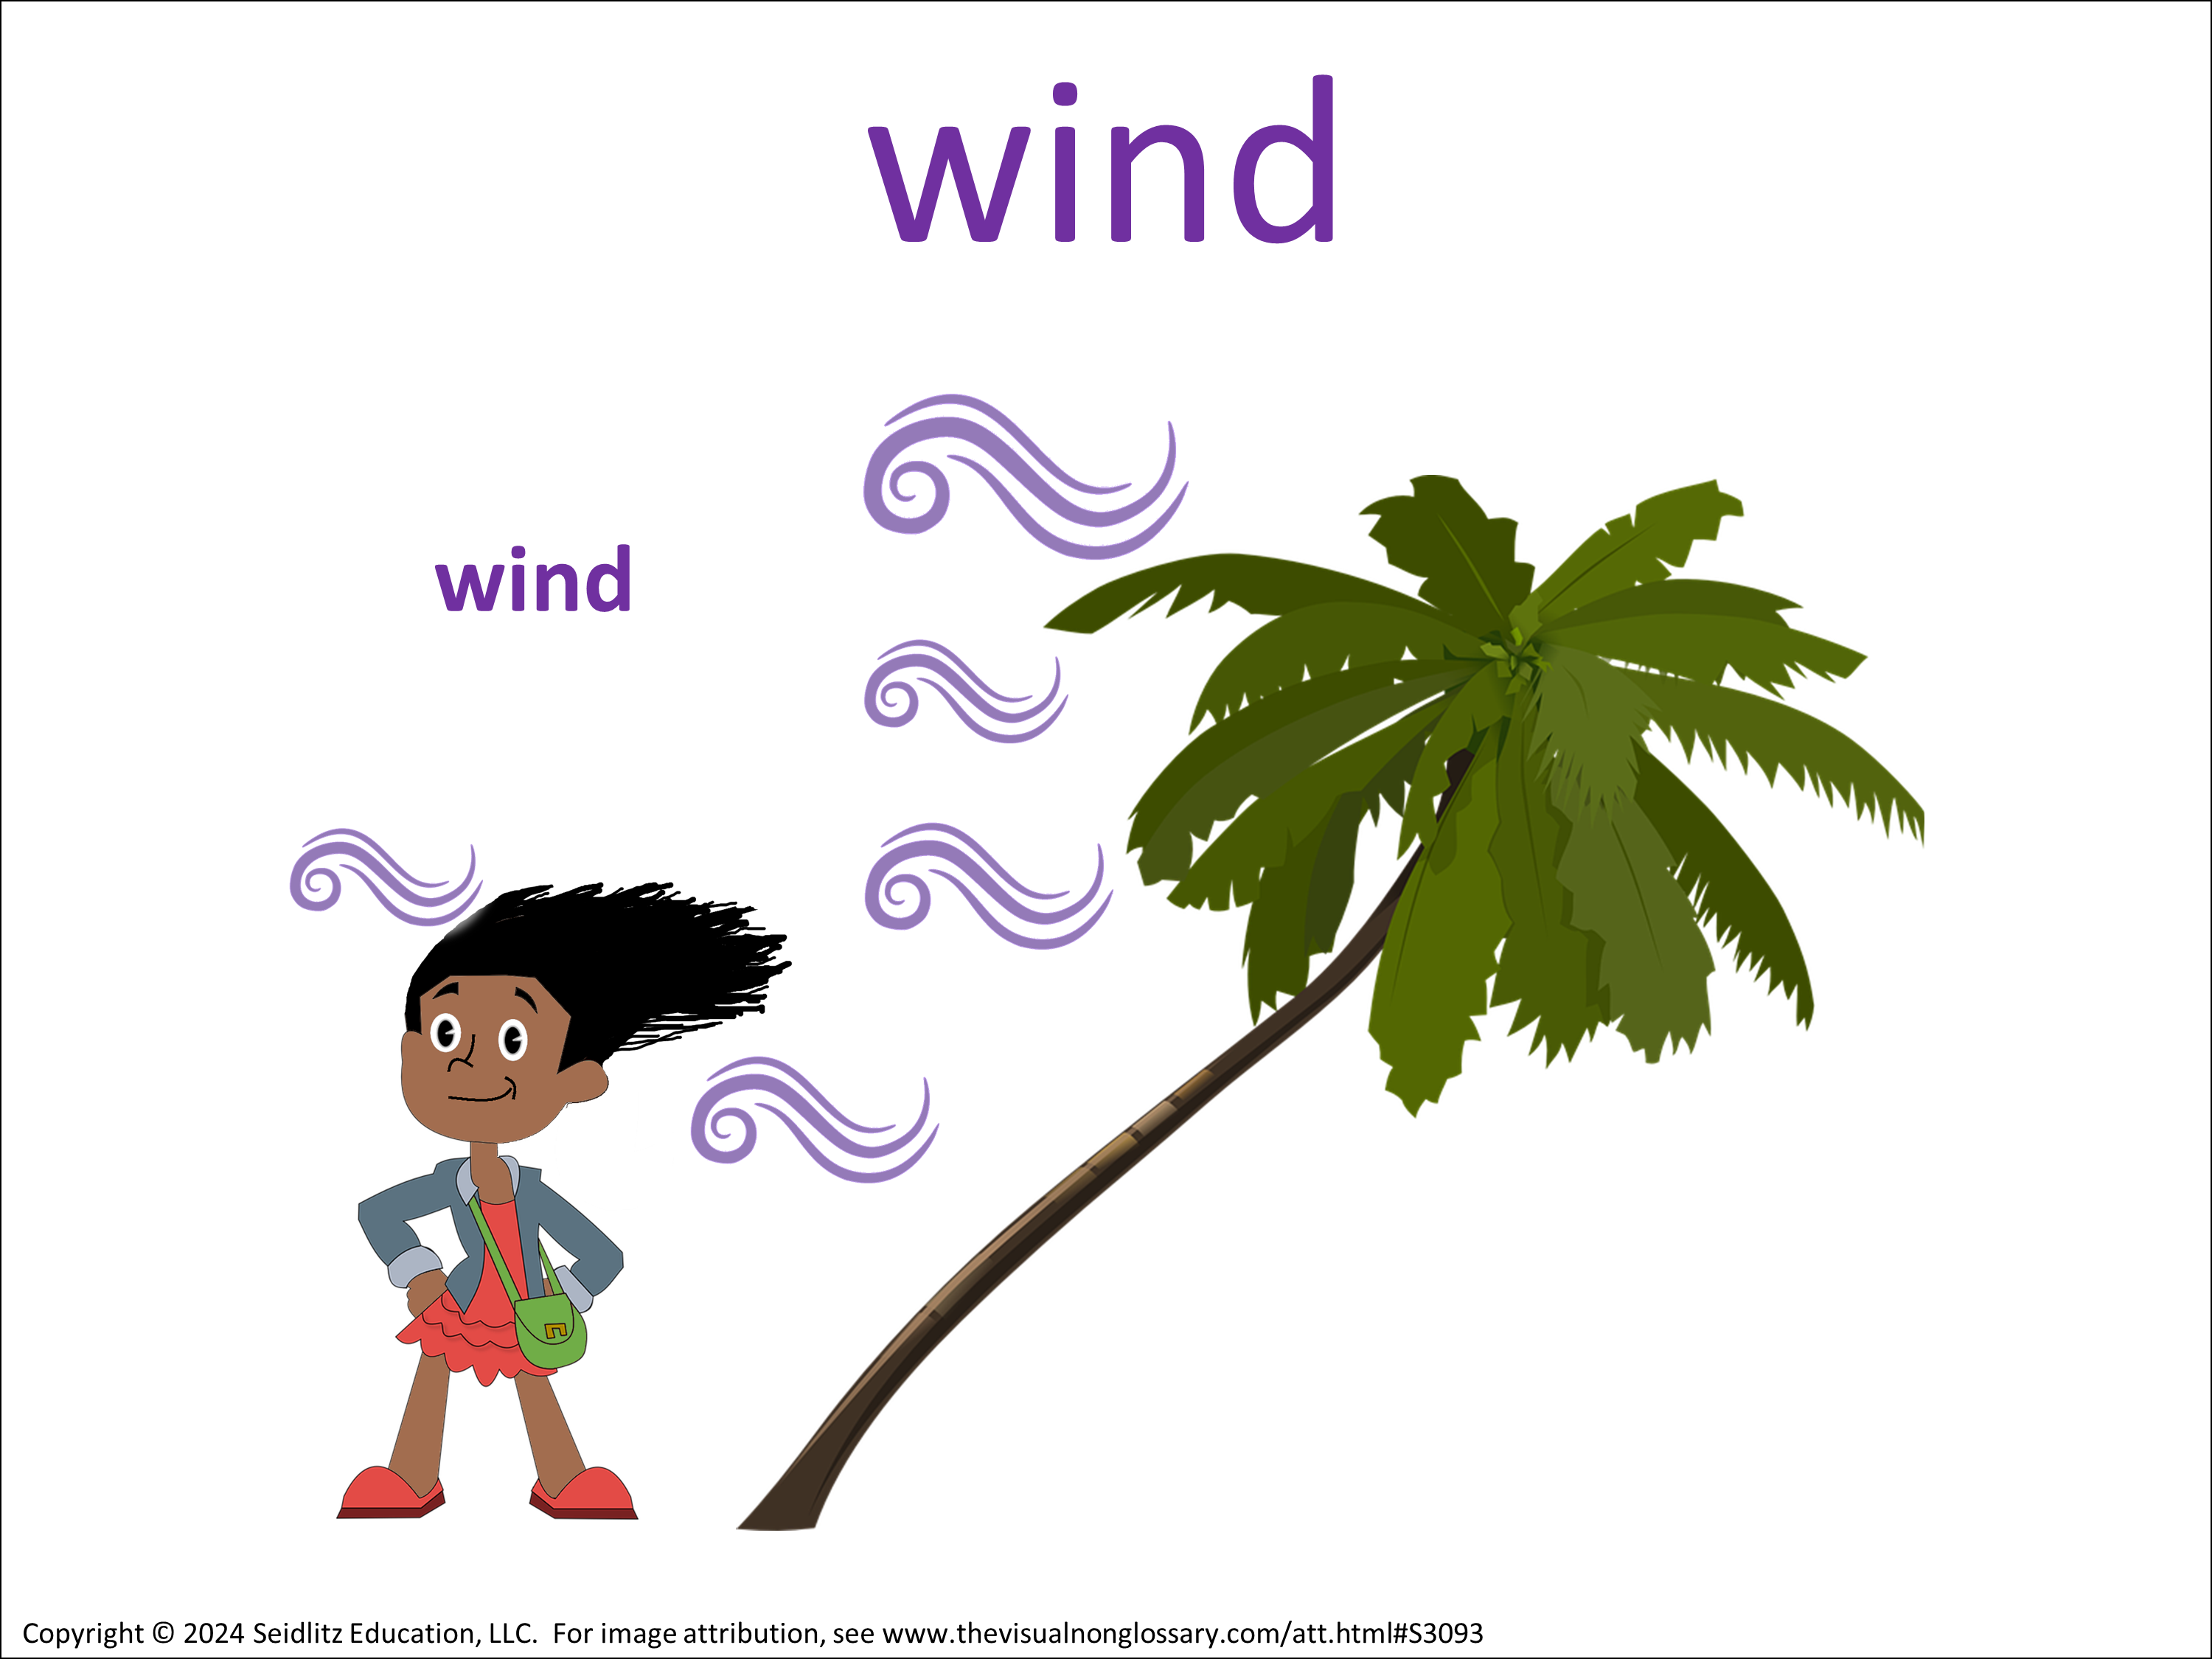 wind
wind
Copyright © 2024 Seidlitz Education, LLC.  For image attribution, see www.thevisualnonglossary.com/att.html#S3093